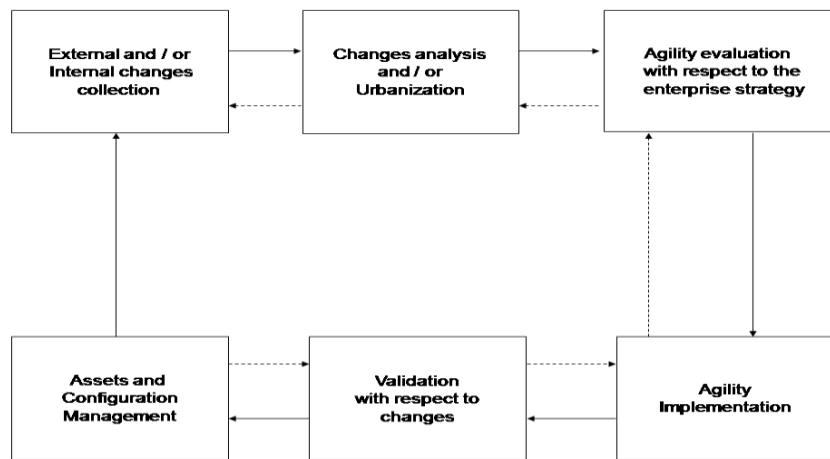 External and / or
Internal changes
collection
Changes analysis
and / or
Urbanization
Agility evaluation
with respect to the
enterprise strategy
Assets and
Configuration
Management
Validation
with respect to
changes
Agility
Implementation